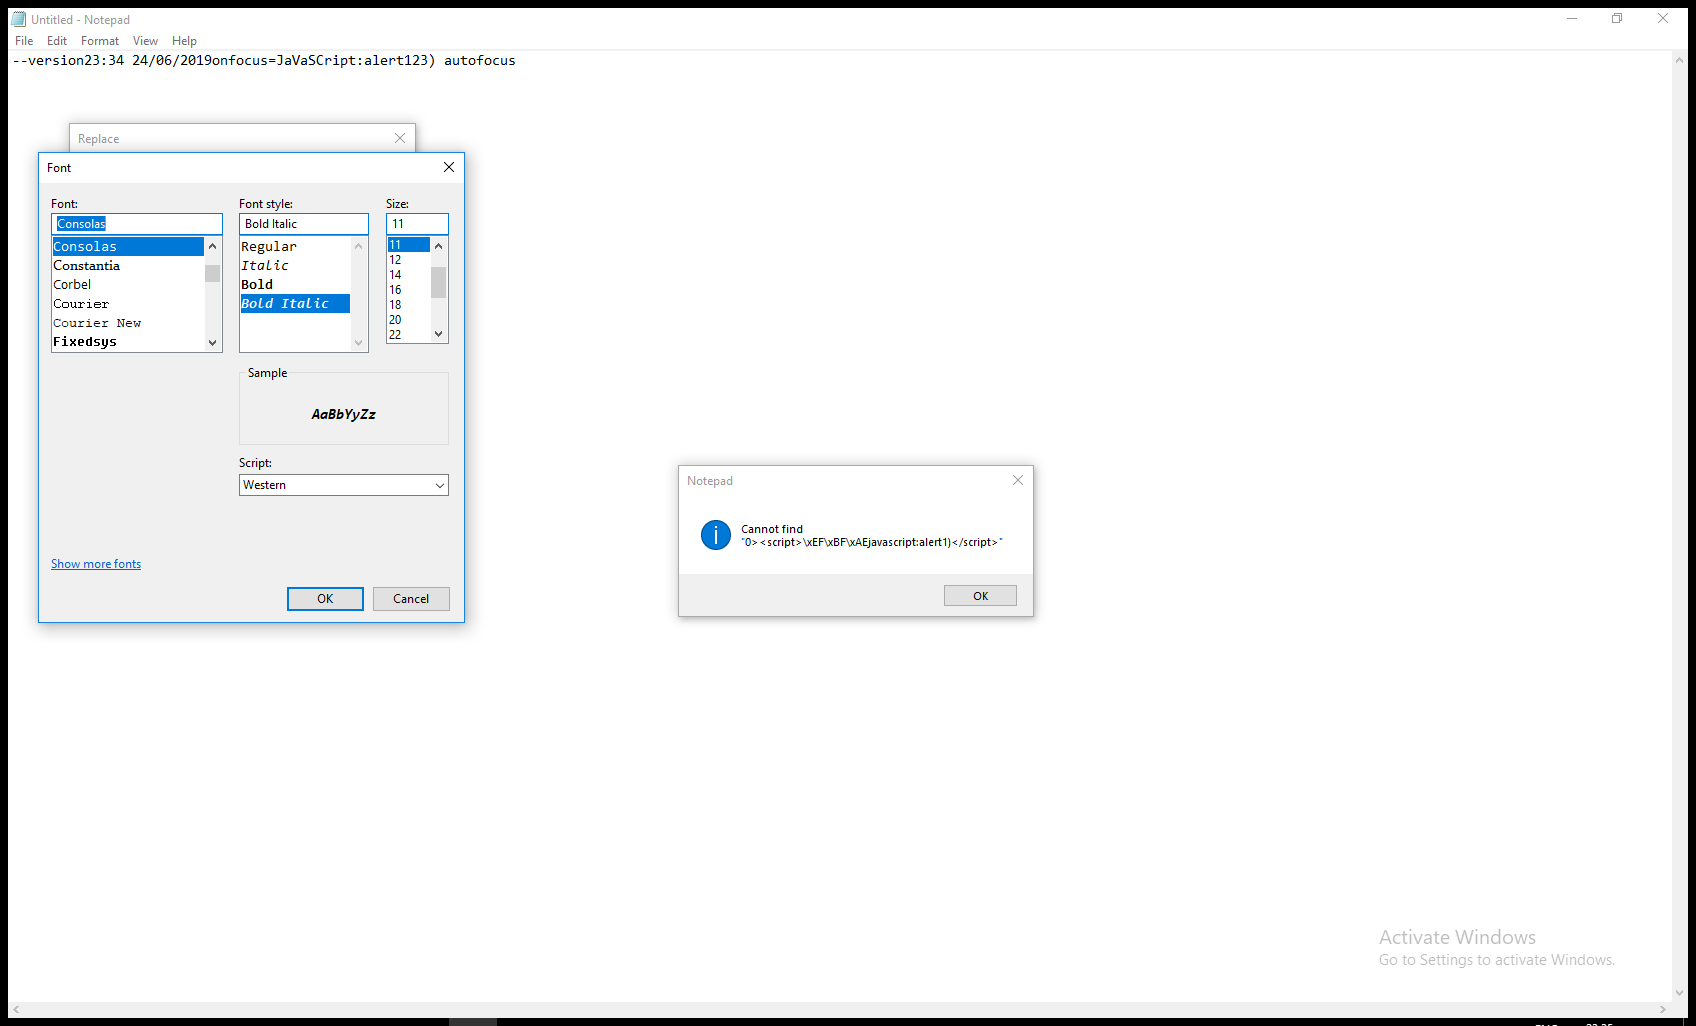 Untitled - Notepad
File Edit Format View Help
--version23:34 24/06/2019onfocus=JaVaSCript:alert123) autofocus
Replace
Font
Font: Font style: Size:
Consolas Bold Italic 11
Consolas
Constantia
Corbel
Courier
Courier New
Fixedsys
Regular
Italic
Bold
Bold Italic
11
12
14
16
18
20
22
Sample
AaBbYyZz
Script:
Western
Show more fonts
OK Cancel
Notepad
Cannot find
"0><script>\xEF\xBF\xAEjavascript:alert1)</script>"
OK
Activate Windows
Go to Settings to activate Windows.